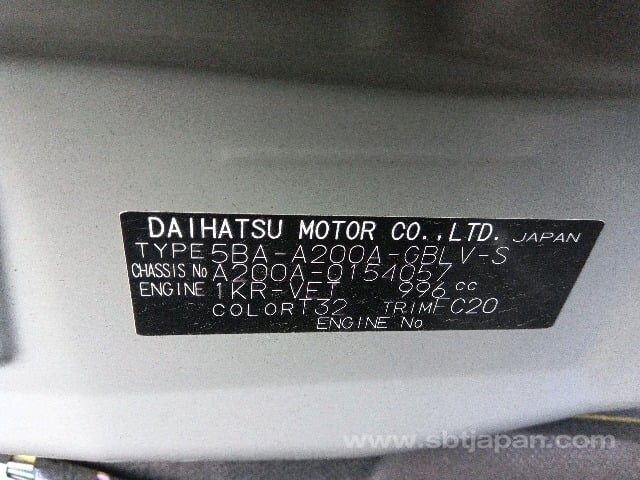 DAIHATSU MOTOR CO.,LTD. JAPAN
TYPE 5BA-A200A-GBLV-S
CHASSIS No A200A-0154057
ENGINE 1KR-VET 996 cc
COLOR T32 TRIM FC20
ENGINE No
www.sbtjapan.com